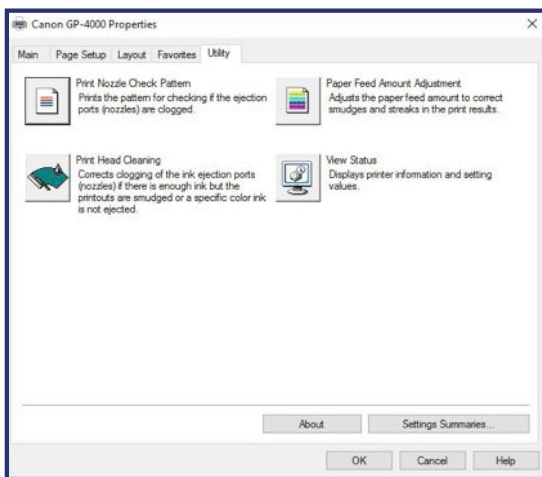 Canon GP-4000 Properties
Main Page Setup Layout Favorites Utility
Print Nozzle Check Pattern
Prints the pattern for checking if the ejection
ports (nozzles) are clogged.
Paper Feed Amount Adjustment
Adjusts the paper feed amount to correct
smudges and streaks in the print results.
Print Head Cleaning
Corrects clogging of the ink ejection ports
(nozzles) if there is enough ink but the
printouts are smudged or a specific color ink
is not ejected.
View Status
Displays printer information and setting
values.
About Settings Summaries...
OK Cancel Help